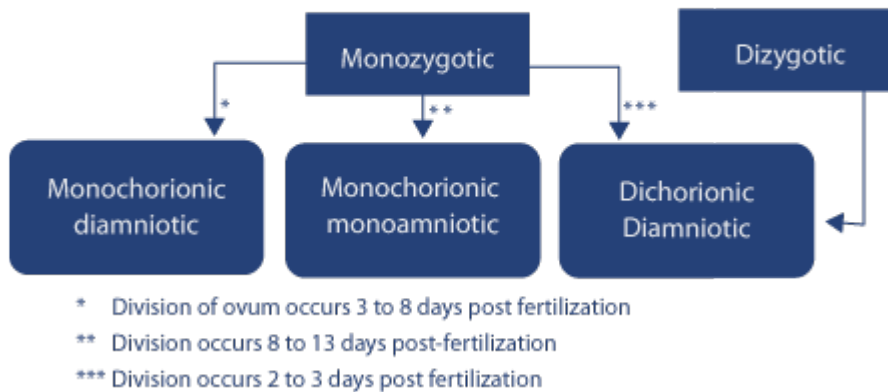 Monozygotic
Dizygotic
*
**
***
Monochorionic
diamniotic
Monochorionic
monoamniotic
Dichorionic
Diamniotic
* Division of ovum occurs 3 to 8 days post fertilization
** Division occurs 8 to 13 days post-fertilization
*** Division occurs 2 to 3 days post fertilization